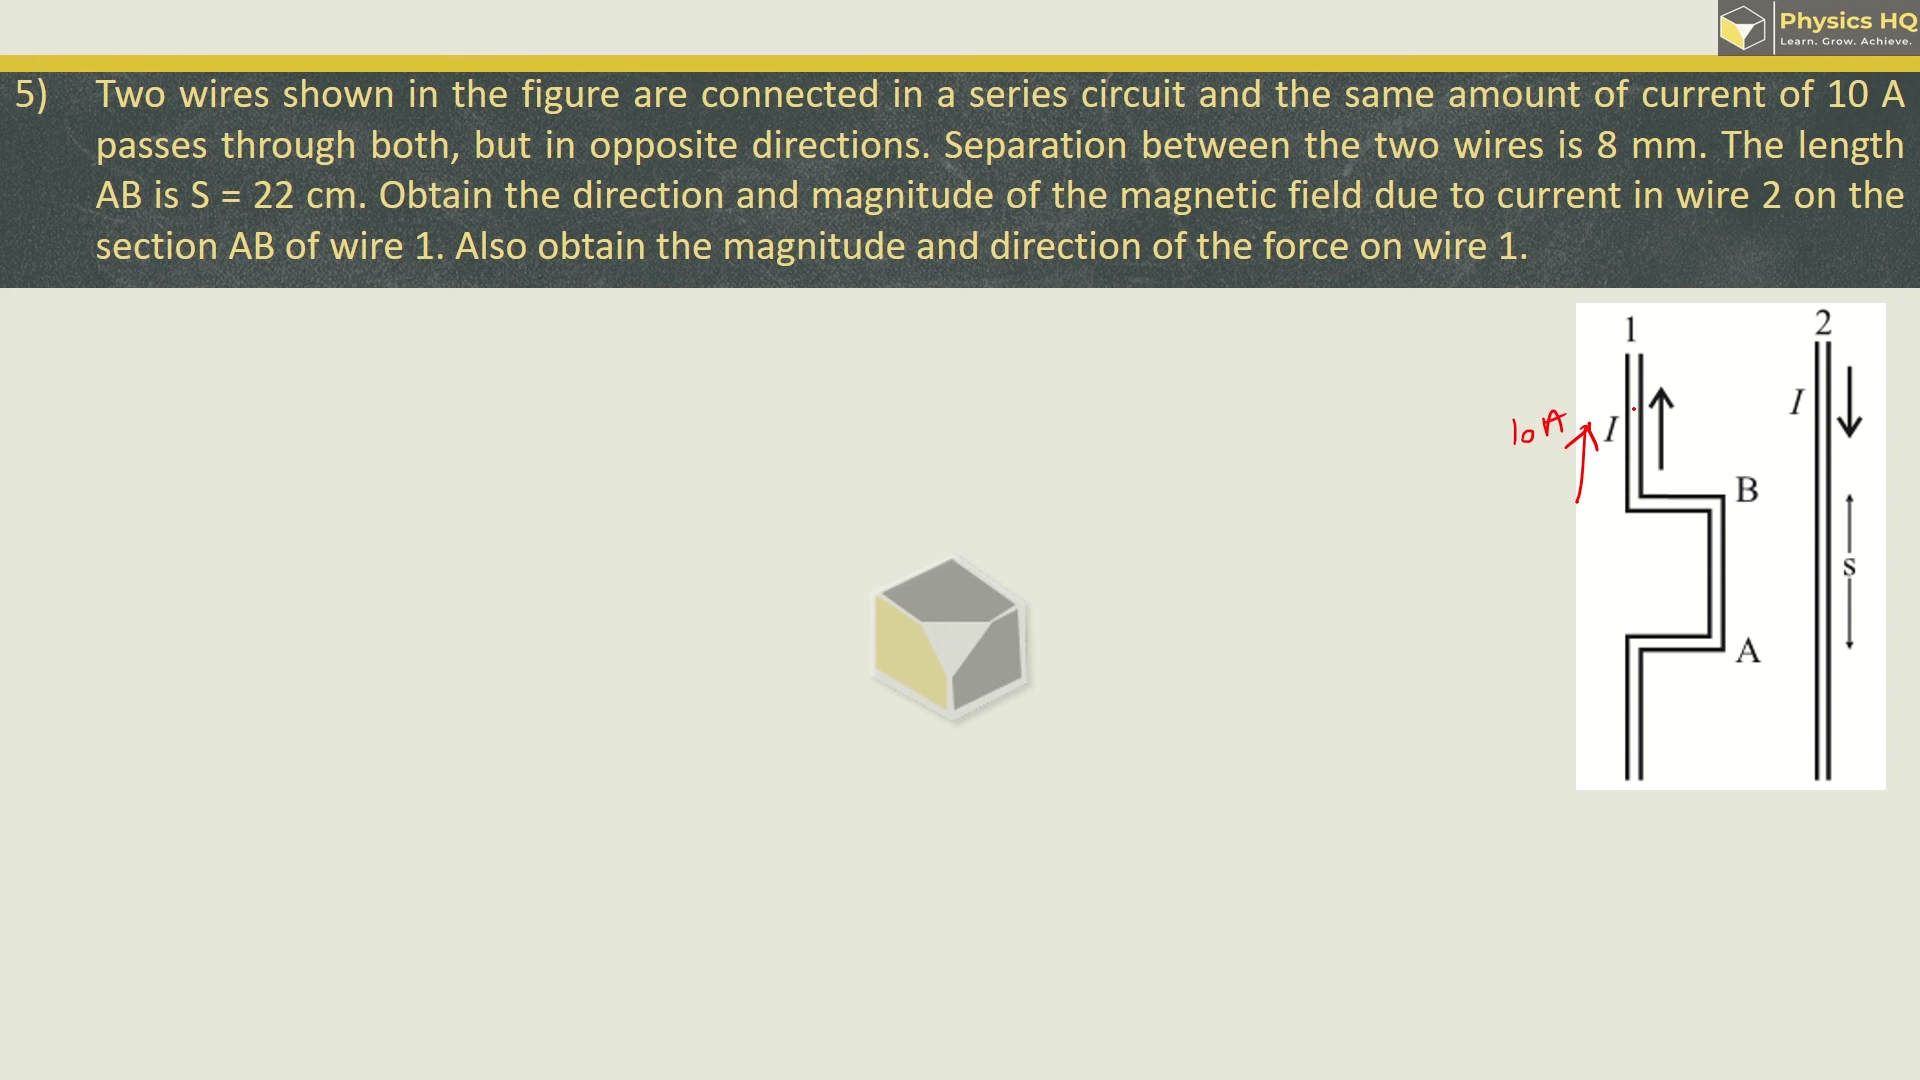 Physics HQ
Learn. Grow. Achieve.
5) Two wires shown in the figure are connected in a series circuit and the same amount of current of 10 A
passes through both, but in opposite directions. Separation between the two wires is 8 mm. The length
AB is S = 22 cm. Obtain the direction and magnitude of the magnetic field due to current in wire 2 on the
section AB of wire 1. Also obtain the magnitude and direction of the force on wire 1.
1
2
I
10A
I
B
s
A